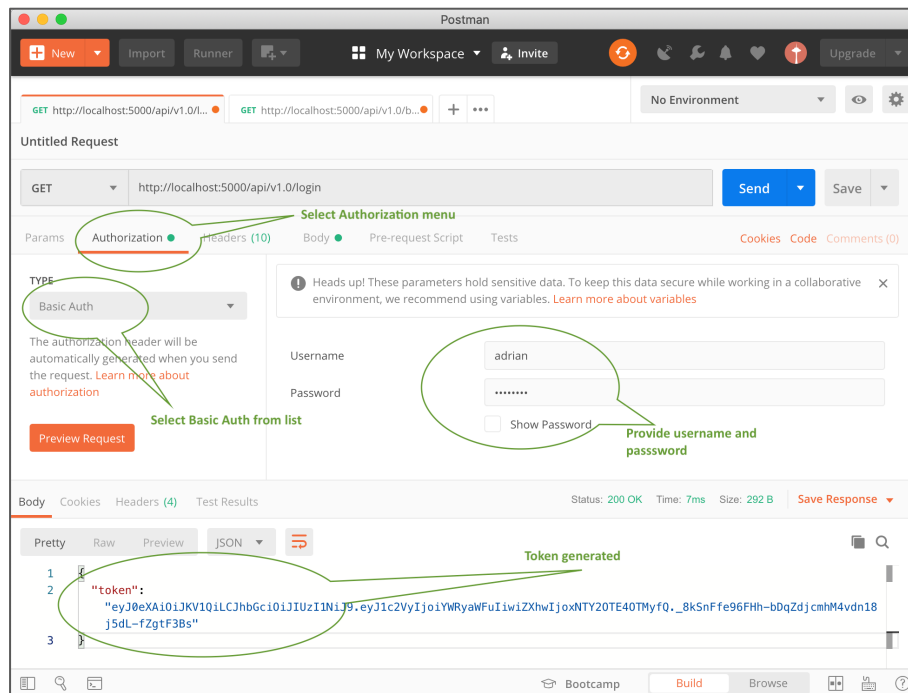 Postman
New
Import
Runner
My Workspace
Invite
Upgrade
GET http://localhost:5000/api/v1.0/l...
GET http://localhost:5000/api/v1.0/b...
No Environment
Untitled Request
GET
http://localhost:5000/api/v1.0/login
Send
Save
Select Authorization menu
Params
Authorization
Headers (10)
Body
Pre-request Script
Tests
Cookies
Code
Comments (0)
TYPE
Basic Auth
The authorization header will be
automatically generated when you send
the request. Learn more about
authorization
Select Basic Auth from list
Preview Request
Heads up! These parameters hold sensitive data. To keep this data secure while working in a collaborative
environment, we recommend using variables. Learn more about variables
Username
adrian
Password
••••••••
Show Password
Provide username and
passsword
Body
Cookies
Headers (4)
Test Results
Status: 200 OK
Time: 7ms
Size: 292 B
Save Response
Pretty
Raw
Preview
JSON
Token generated
1 {
2 "token":
"eyJ0eXAiOiJKV1QiLCJhbGciOiJIUzI1NiJ9.eyJ1c2VyIjoiYWRyaWFuIiwiZXhwIjoxNTY2OTE4OTMyfQ._8kSnFfe96FHh-bDqZdjcmhM4vdn18
j5dL-fZgtF3Bs"
3 }
Bootcamp
Build
Browse